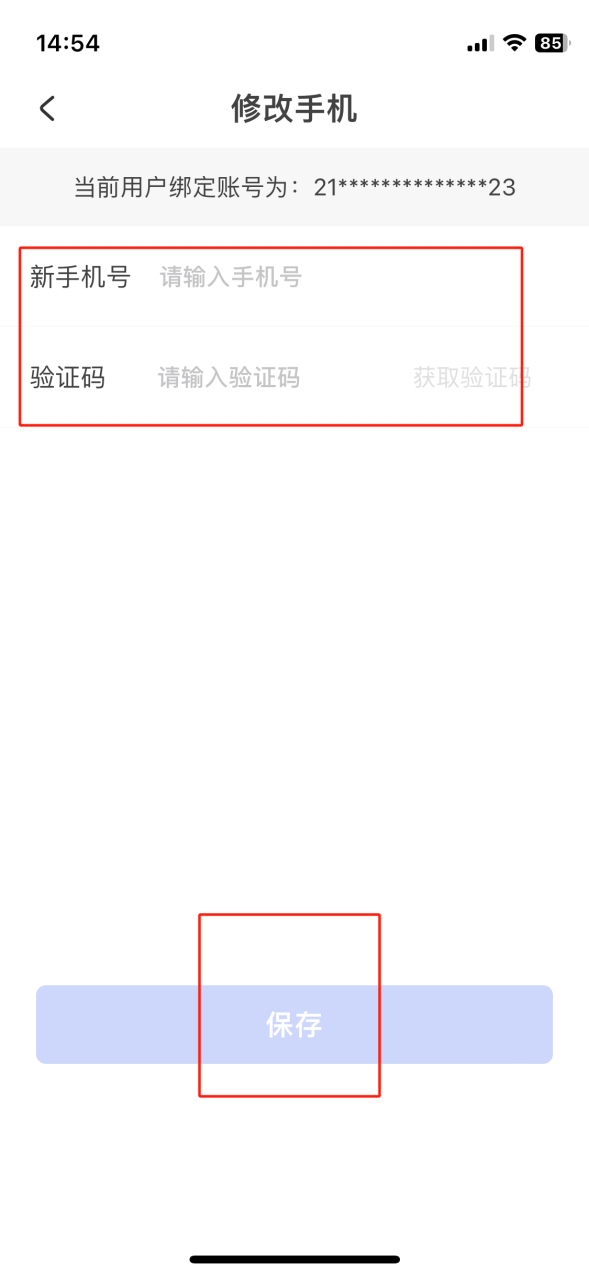 14:54
85
修改手机
当前用户绑定账号为：21**************23
新手机号 请输入手机号
验证码 请输入验证码 获取验证码
保存